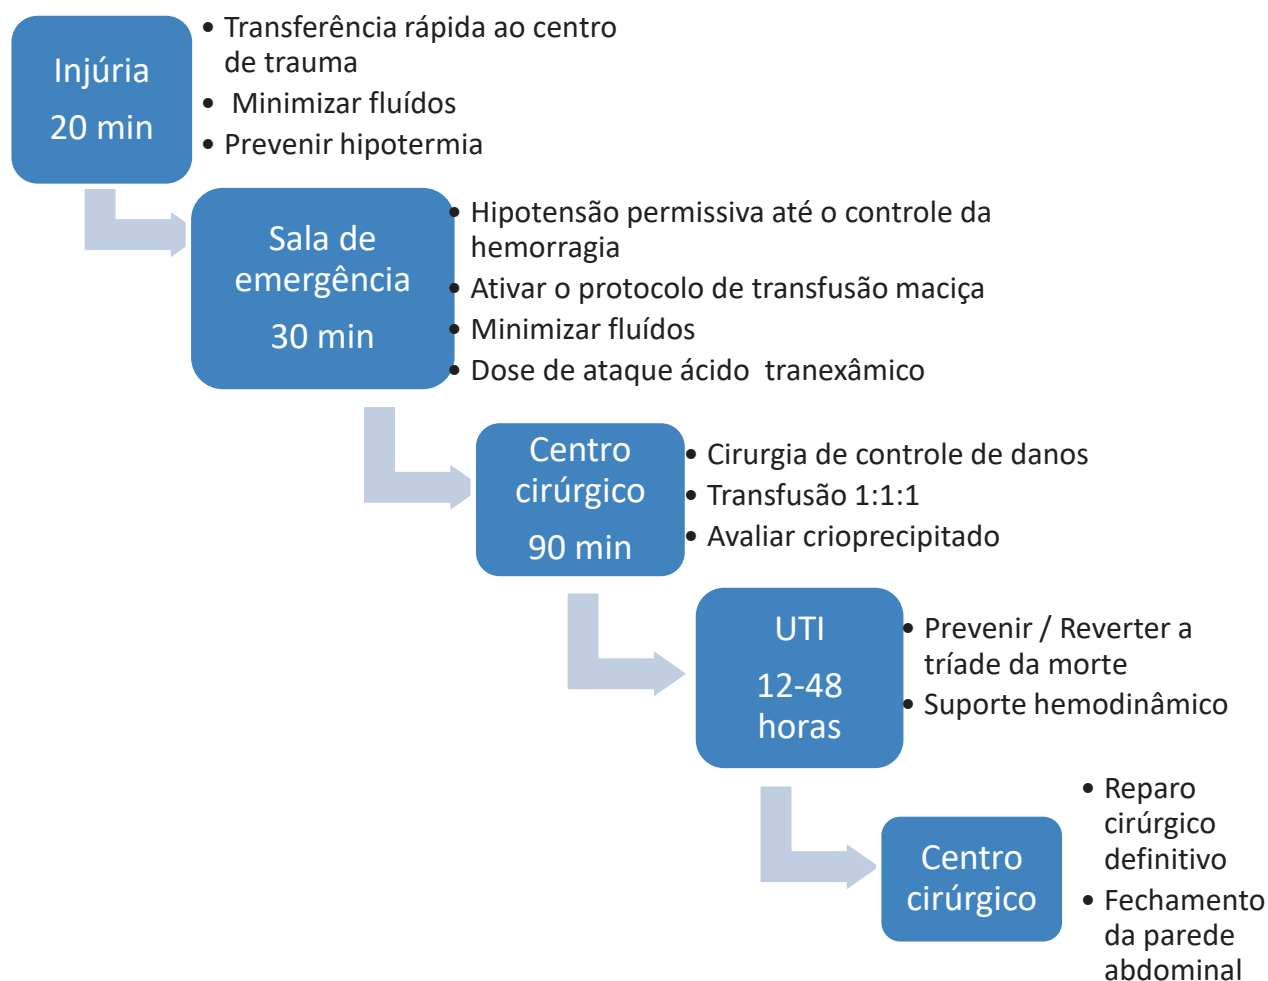 Injúria
20 min
• Transferência rápida ao centro
de trauma
• Minimizar fluídos
• Prevenir hipotermia
Sala de
emergência
30 min
• Hipotensão permissiva até o controle da
hemorragia
• Ativar o protocolo de transfusão maciça
• Minimizar fluídos
• Dose de ataque ácido tranexâmico
Centro
cirúrgico
90 min
• Cirurgia de controle de danos
• Transfusão 1:1:1
• Avaliar crioprecipitado
UTI
12-48
horas
• Prevenir / Reverter a
tríade da morte
• Suporte hemodinâmico
Centro
cirúrgico
• Reparo
cirúrgico
definitivo
• Fechamento
da parede
abdominal